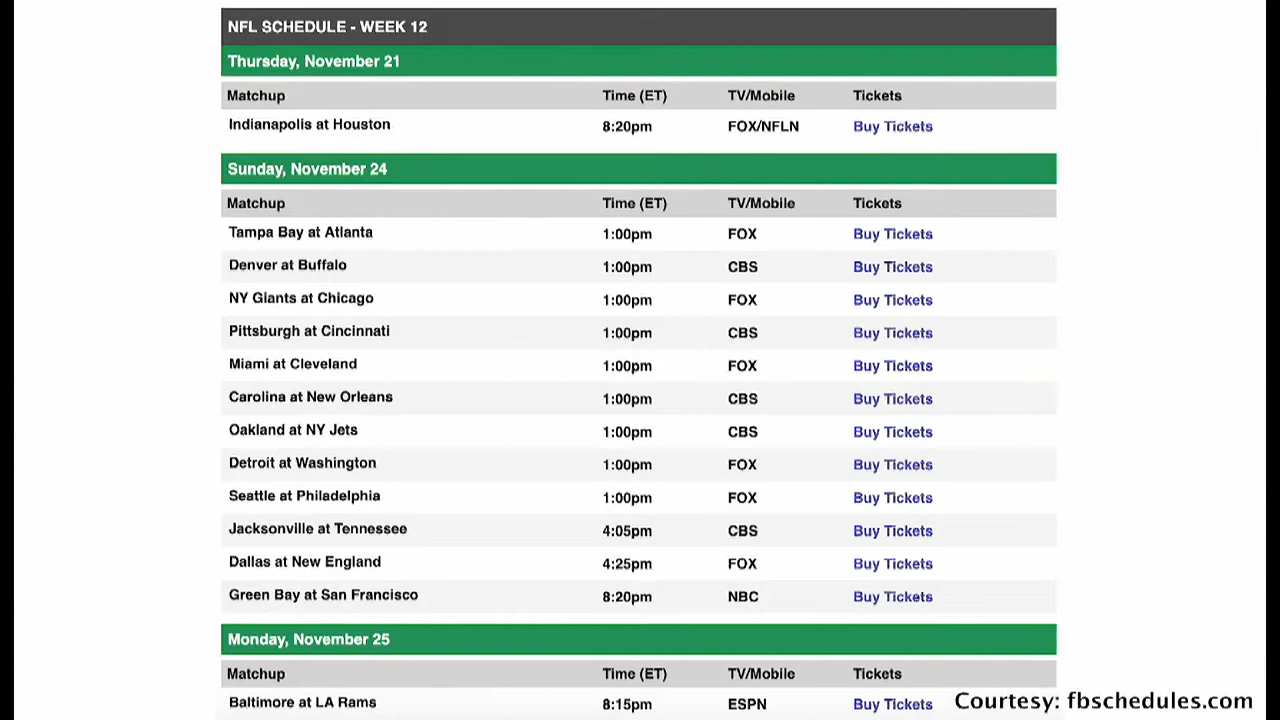 NFL SCHEDULE - WEEK 12
Thursday, November 21
Matchup Time (ET) TV/Mobile Tickets
Indianapolis at Houston 8:20pm FOX/NFLN Buy Tickets
Sunday, November 24
Matchup Time (ET) TV/Mobile Tickets
Tampa Bay at Atlanta 1:00pm FOX Buy Tickets
Denver at Buffalo 1:00pm CBS Buy Tickets
NY Giants at Chicago 1:00pm FOX Buy Tickets
Pittsburgh at Cincinnati 1:00pm CBS Buy Tickets
Miami at Cleveland 1:00pm FOX Buy Tickets
Carolina at New Orleans 1:00pm CBS Buy Tickets
Oakland at NY Jets 1:00pm CBS Buy Tickets
Detroit at Washington 1:00pm FOX Buy Tickets
Seattle at Philadelphia 1:00pm FOX Buy Tickets
Jacksonville at Tennessee 4:05pm CBS Buy Tickets
Dallas at New England 4:25pm FOX Buy Tickets
Green Bay at San Francisco 8:20pm NBC Buy Tickets
Monday, November 25
Matchup Time (ET) TV/Mobile Tickets
Baltimore at LA Rams 8:15pm ESPN Buy Tickets
Courtesy: fbschedules.com